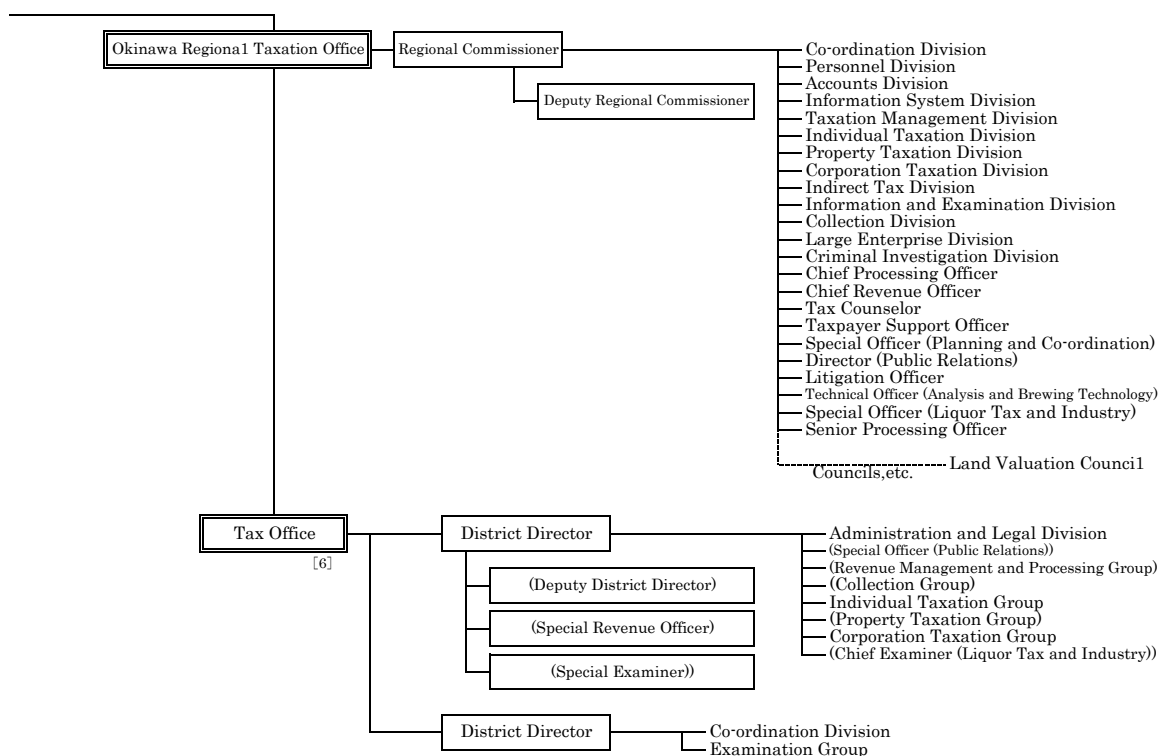 Okinawa Regiona1 Taxation Office
Regional Commissioner
Deputy Regional Commissioner
Co-ordination Division
Personnel Division
Accounts Division
Information System Division
Taxation Management Division
Individual Taxation Division
Property Taxation Division
Corporation Taxation Division
Indirect Tax Division
Information and Examination Division
Collection Division
Large Enterprise Division
Criminal Investigation Division
Chief Processing Officer
Chief Revenue Officer
Tax Counselor
Taxpayer Support Officer
Special Officer (Planning and Co-ordination)
Director (Public Relations)
Litigation Officer
Technical Officer (Analysis and Brewing Technology)
Special Officer (Liquor Tax and Industry)
Senior Processing Officer
Councils,etc.
Land Valuation Counci1
Tax Office
[6]
District Director
(Deputy District Director)
(Special Revenue Officer)
(Special Examiner))
Administration and Legal Division
(Special Officer (Public Relations))
(Revenue Management and Processing Group)
(Collection Group)
Individual Taxation Group
(Property Taxation Group)
Corporation Taxation Group
(Chief Examiner (Liquor Tax and Industry))
District Director
Co-ordination Division
Examination Group